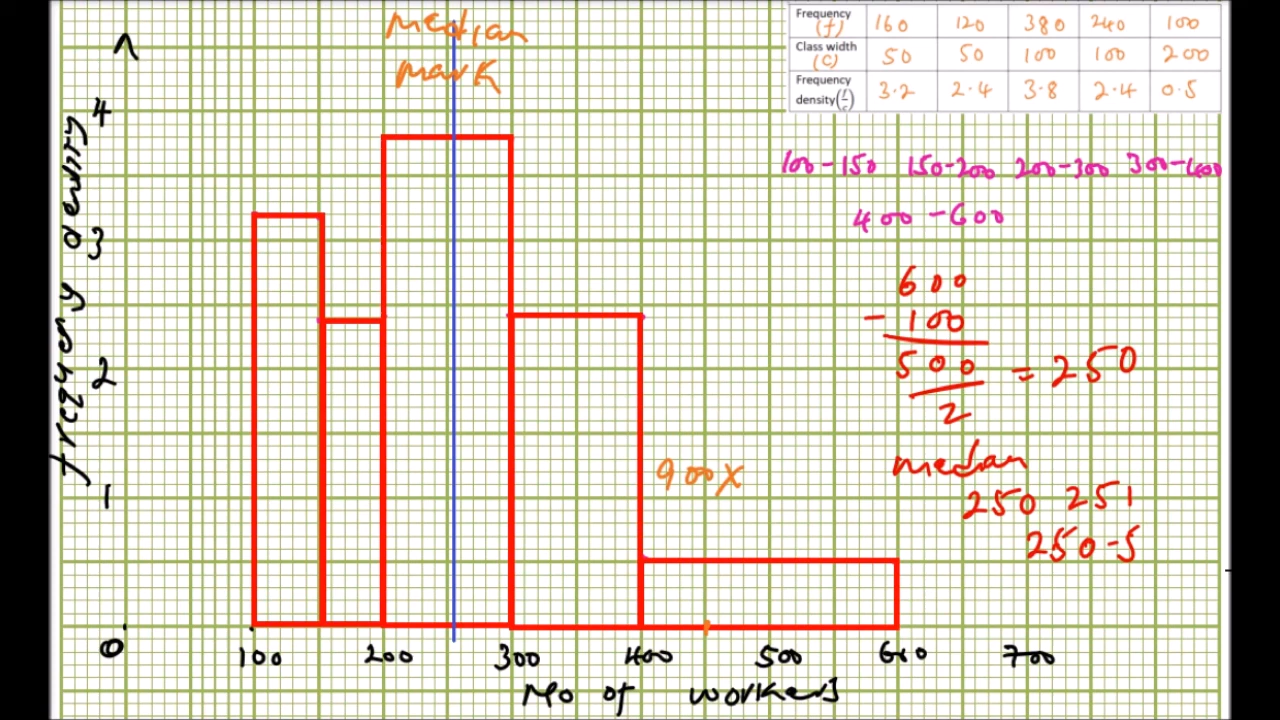 median
mark
Frequency (f) 160 120 380 240 100
Class width (C) 50 50 100 100 200
Frequency density (f/c) 3.2 2.4 3.8 2.4 0.5
100-150 150-200 200-300 300-400
400-600
600
- 100
500 = 250
2
median
250 251
250.5
900X
frequency density
4
3
2
1
0
100 200 300 400 500 600 700
No of workers